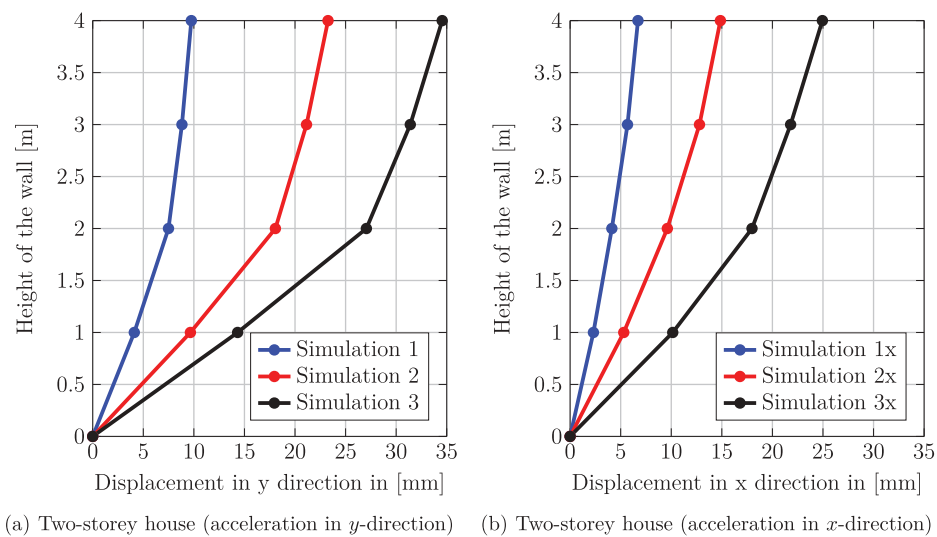 4
3.5
3
2.5
2
1.5
1
0.5
0
Height of the wall [m]
0 5 10 15 20 25 30 35
Displacement in y direction in [mm]
Simulation 1
Simulation 2
Simulation 3
(a) Two-storey house (acceleration in y-direction)
4
3.5
3
2.5
2
1.5
1
0.5
0
Height of the wall [m]
0 5 10 15 20 25 30 35
Displacement in x direction in [mm]
Simulation 1x
Simulation 2x
Simulation 3x
(b) Two-storey house (acceleration in x-direction)